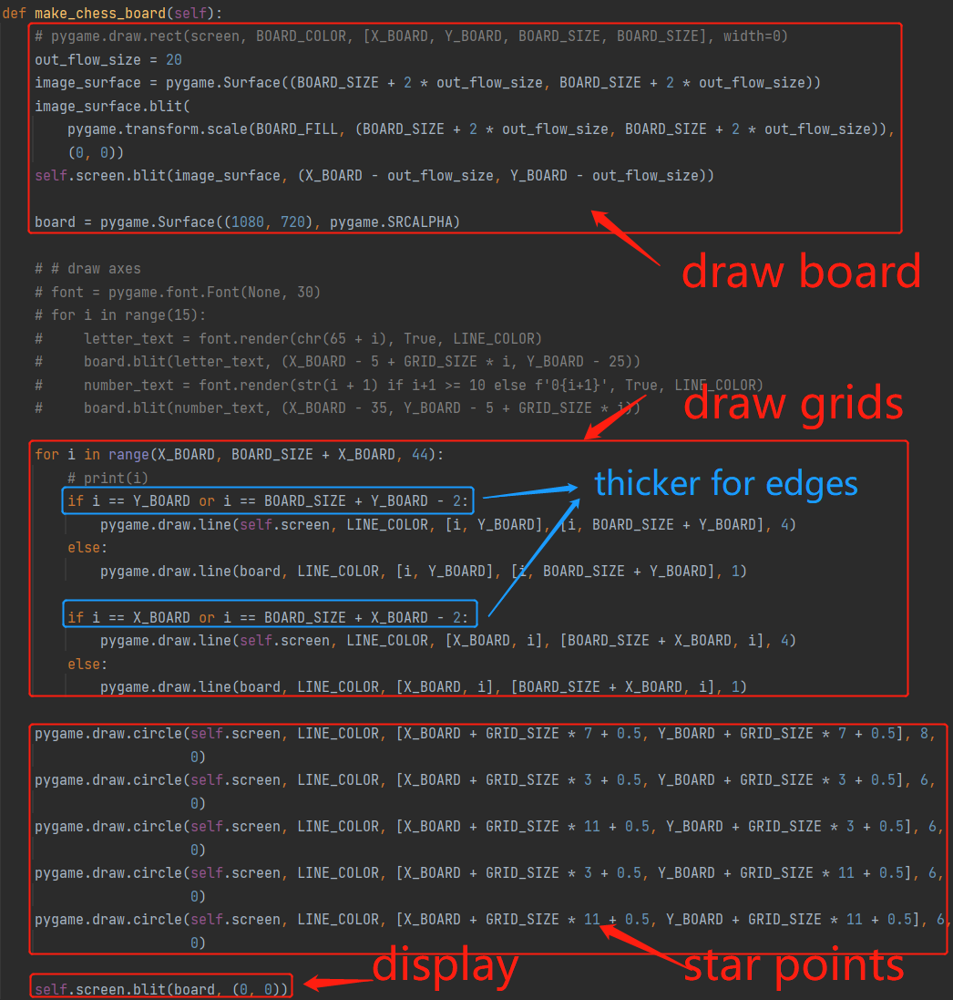 def make_chess_board(self):
# pygame.draw.rect(screen, BOARD_COLOR, [X_BOARD, Y_BOARD, BOARD_SIZE, BOARD_SIZE], width=0)
out_flow_size = 20
image_surface = pygame.Surface((BOARD_SIZE + 2 * out_flow_size, BOARD_SIZE + 2 * out_flow_size))
image_surface.blit(
pygame.transform.scale(BOARD_FILL, (BOARD_SIZE + 2 * out_flow_size, BOARD_SIZE + 2 * out_flow_size)),
(0, 0))
self.screen.blit(image_surface, (X_BOARD - out_flow_size, Y_BOARD - out_flow_size))
board = pygame.Surface((1080, 720), pygame.SRCALPHA)
draw board
# # draw axes
# font = pygame.font.Font(None, 30)
# for i in range(15):
#     letter_text = font.render(chr(65 + i), True, LINE_COLOR)
#     board.blit(letter_text, (X_BOARD - 5 + GRID_SIZE * i, Y_BOARD - 25))
#     number_text = font.render(str(i + 1) if i+1 >= 10 else f'0{i+1}', True, LINE_COLOR)
#     board.blit(number_text, (X_BOARD - 35, Y_BOARD - 5 + GRID_SIZE * i))
draw grids
for i in range(X_BOARD, BOARD_SIZE + X_BOARD, 44):
# print(i)
thicker for edges
if i == Y_BOARD or i == BOARD_SIZE + Y_BOARD - 2:
pygame.draw.line(self.screen, LINE_COLOR, [i, Y_BOARD], [i, BOARD_SIZE + Y_BOARD], 4)
else:
pygame.draw.line(board, LINE_COLOR, [i, Y_BOARD], [i, BOARD_SIZE + Y_BOARD], 1)
if i == X_BOARD or i == BOARD_SIZE + X_BOARD - 2:
pygame.draw.line(self.screen, LINE_COLOR, [X_BOARD, i], [BOARD_SIZE + X_BOARD, i], 4)
else:
pygame.draw.line(board, LINE_COLOR, [X_BOARD, i], [BOARD_SIZE + X_BOARD, i], 1)
pygame.draw.circle(self.screen, LINE_COLOR, [X_BOARD + GRID_SIZE * 7 + 0.5, Y_BOARD + GRID_SIZE * 7 + 0.5], 8,
0)
pygame.draw.circle(self.screen, LINE_COLOR, [X_BOARD + GRID_SIZE * 3 + 0.5, Y_BOARD + GRID_SIZE * 3 + 0.5], 6,
0)
pygame.draw.circle(self.screen, LINE_COLOR, [X_BOARD + GRID_SIZE * 11 + 0.5, Y_BOARD + GRID_SIZE * 3 + 0.5], 6,
0)
pygame.draw.circle(self.screen, LINE_COLOR, [X_BOARD + GRID_SIZE * 3 + 0.5, Y_BOARD + GRID_SIZE * 11 + 0.5], 6,
0)
pygame.draw.circle(self.screen, LINE_COLOR, [X_BOARD + GRID_SIZE * 11 + 0.5, Y_BOARD + GRID_SIZE * 11 + 0.5], 6,
0)
display
star points
self.screen.blit(board, (0, 0))